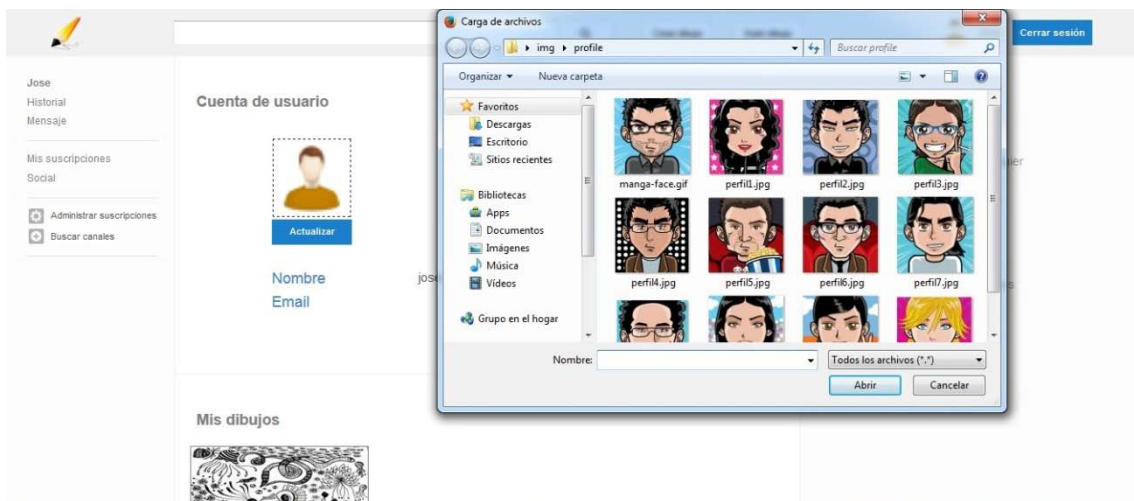 Carga de archivos
Cerrar sesión
img profile
Buscar profile
Organizar
Nueva carpeta
Jose
Historial
Mensaje
Mis suscripciones
Social
Administrar suscripciones
Buscar canales
Cuenta de usuario
Actualizar
Nombre
Email
Favoritos
Descargas
Escritorio
Sitios recientes
Bibliotecas
Apps
Documentos
Imágenes
Música
Vídeos
Grupo en el hogar
manga-face.gif
perfil1.jpg
perfil2.jpg
perfil3.jpg
perfil4.jpg
perfil5.jpg
perfil6.jpg
perfil7.jpg
Nombre:
Todos los archivos (*.*)
Abrir
Cancelar
Mis dibujos